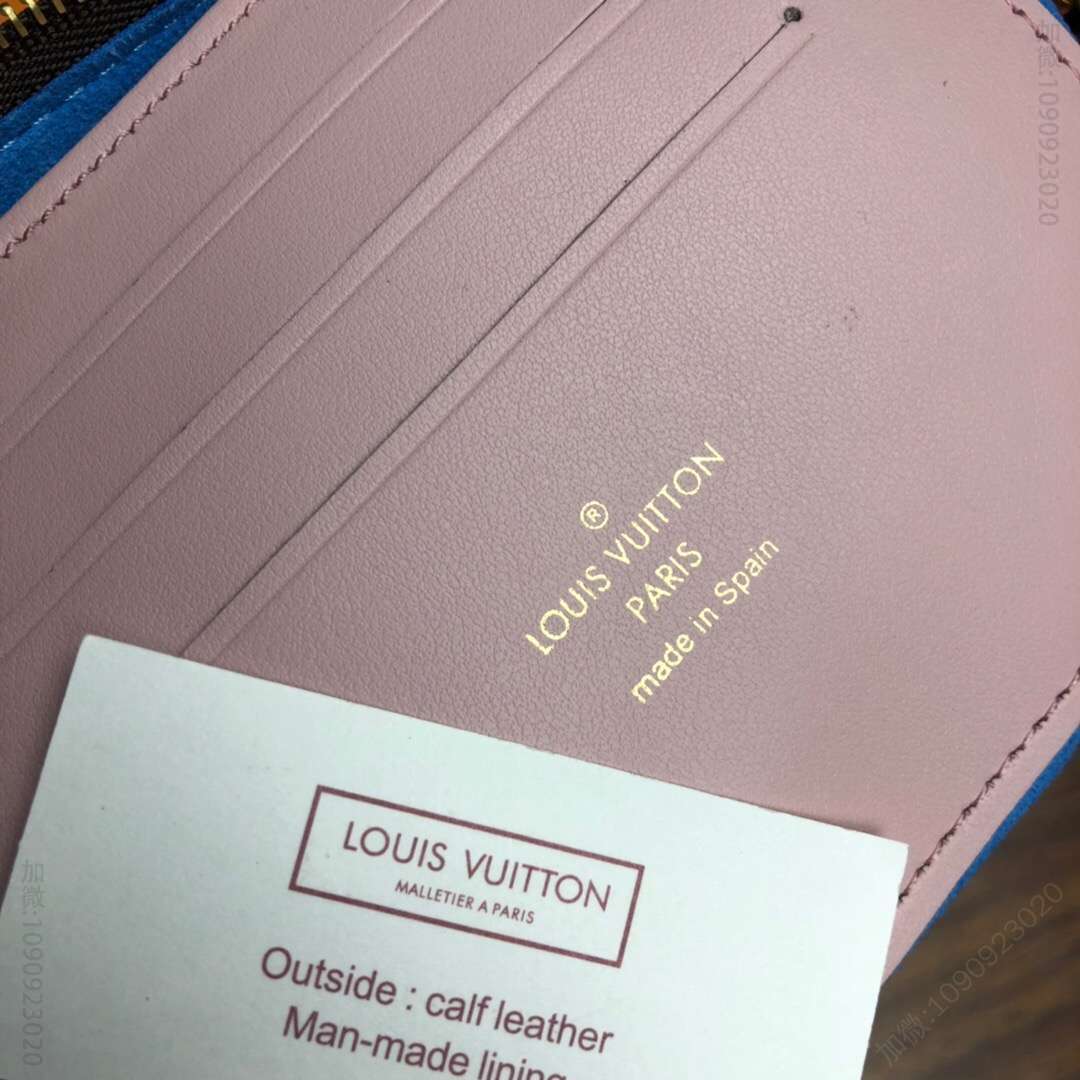 加微:1090923020
®
LOUIS VUITTON
PARIS
made in Spain
LOUIS VUITTON
MALLETIER A PARIS
Outside : calf leather
Man-made lining
加微:1090923020
加微:1090923020